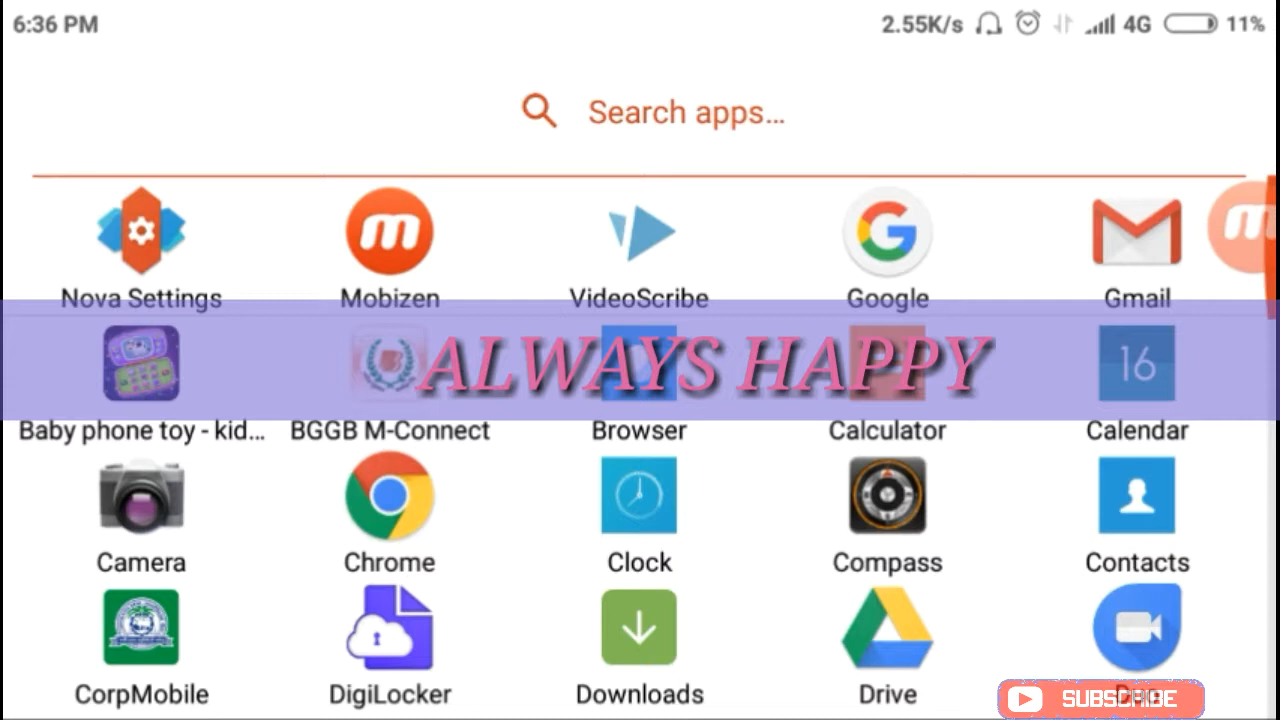 6:36 PM 2.55K/s 4G 11%
Search apps...
Nova Settings Mobizen VideoScribe Google Gmail
ALWAYS HAPPY
16
Baby phone toy - kid... BGGB M-Connect Browser Calculator Calendar
Camera Chrome Clock Compass Contacts
CorpMobile DigiLocker Downloads Drive Duo
SUBSCRIBE